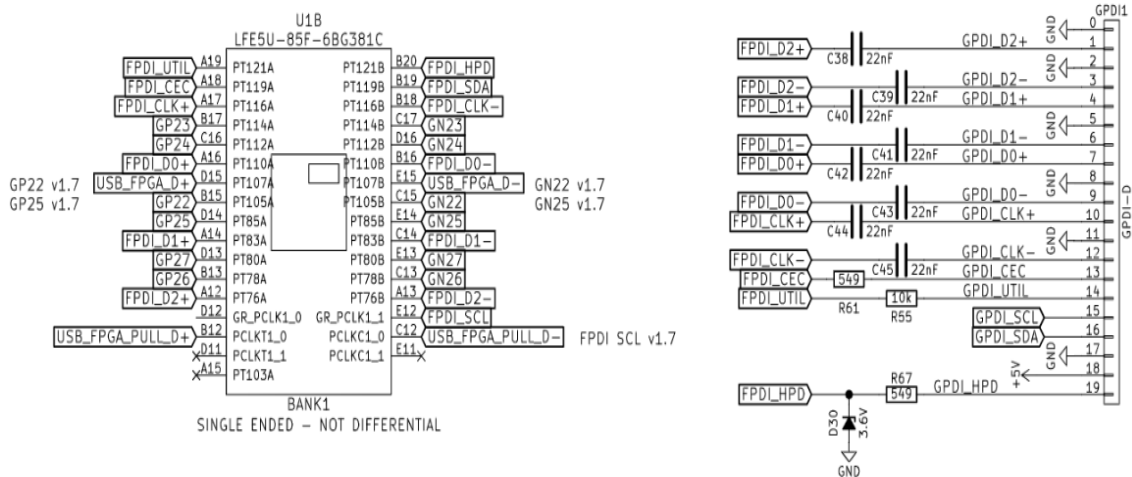 U1B
LFE5U-85F-6BG381C
FPDI_UTIL A19 PT121A PT121B B20 FPDI_HPD
FPDI_CEC A18 PT119A PT119B B19 FPDI_SDA
FPDI_CLK+ A17 PT116A PT116B B18 FPDI_CLK-
GP23 B17 PT114A PT114B C17 GN23
GP24 C16 PT112A PT112B D16 GN24
FPDI_D0+ A16 PT110A PT110B B16 FPDI_D0-
GP22 v1.7 USB_FPGA_D+ D15 PT107A PT107B E15 USB_FPGA_D- GN22 v1.7
GP25 v1.7 GP22 B15 PT105A PT105B C15 GN22 GN25 v1.7
GP25 D14 PT85A PT85B E14 GN25
FPDI_D1+ A14 PT83A PT83B C14 FPDI_D1-
GP27 D13 PT80A PT80B E13 GN27
GP26 B13 PT78A PT78B C13 GN26
FPDI_D2+ A12 PT76A PT76B A13 FPDI_D2-
D12 GR_PCLK1_0 GR_PCLK1_1 E12 FPDI_SCL
USB_FPGA_PULL_D+ B12 PCLKT1_0 PCLKC1_0 C12 USB_FPGA_PULL_D- FPDI SCL v1.7
D11 PCLKT1_1 PCLKC1_1 E11
A15 PT103A
BANK1
SINGLE ENDED - NOT DIFFERENTIAL
GPDI1
GND 0
FPDI_D2+ C38 22nF GPDI_D2+ 1
GND 2
FPDI_D2- C39 22nF GPDI_D2- 3
FPDI_D1+ C40 22nF GPDI_D1+ 4
GND 5
FPDI_D1- C41 22nF GPDI_D1- 6
FPDI_D0+ C42 22nF GPDI_D0+ 7
GND 8
FPDI_D0- C43 22nF GPDI_D0- 9
FPDI_CLK+ C44 22nF GPDI_CLK+ 10
GND 11
FPDI_CLK- C45 22nF GPDI_CLK- 12
FPDI_CEC 549 R61 GPDI_CEC 13
FPDI_UTIL 10k R55 GPDI_UTIL 14
GPDI_SCL 15
GPDI_SDA 16
GND 17
+5V 18
FPDI_HPD R67 549 GPDI_HPD 19
GPDI-D
D30 3.6V
GND